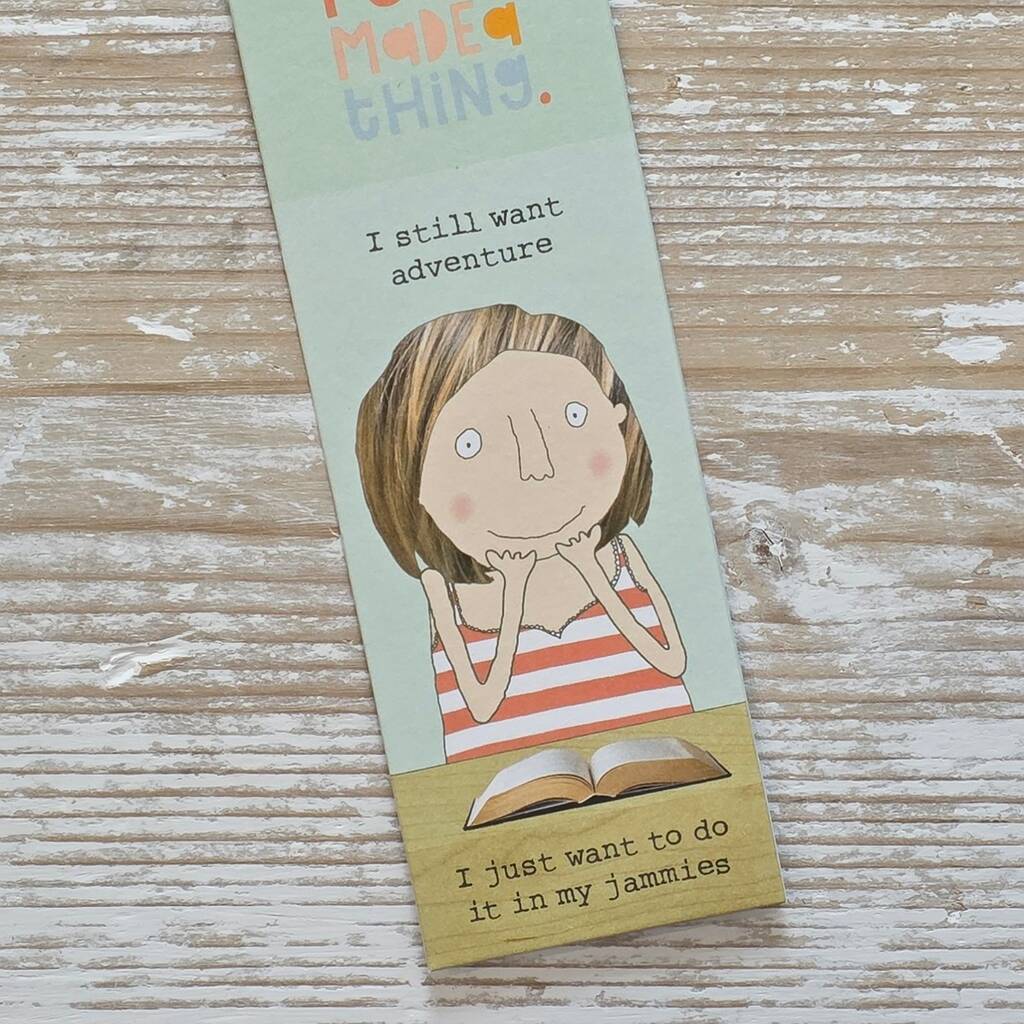 MaDE a
tHiNg.
I still want
adventure
I just want to do
it in my jammies